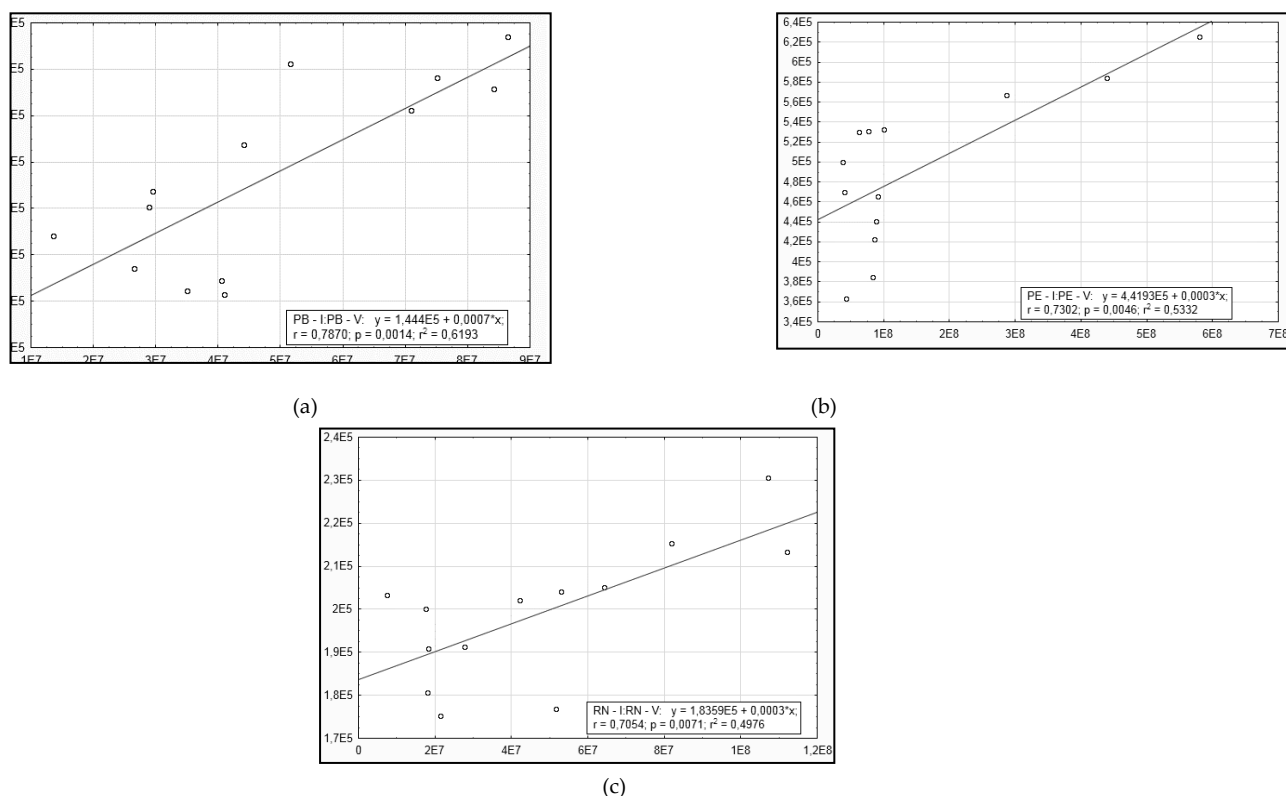 E5
E5
E5
E5
E5
E5
E5
E5
PB - I:PB - V: y = 1,444E5 + 0,0007*x;
r = 0,7870; p = 0,0014; r² = 0,6193
1E7 2E7 3E7 4E7 5E7 6E7 7E7 8E7 9E7
(a)
6,4E5
6,2E5
6E5
5,8E5
5,6E5
5,4E5
5,2E5
5E5
4,8E5
4,6E5
4,4E5
4,2E5
4E5
3,8E5
3,6E5
3,4E5
PE - I:PE - V: y = 4,4193E5 + 0,0003*x;
r = 0,7302; p = 0,0046; r² = 0,5332
0 1E8 2E8 3E8 4E8 5E8 6E8 7E8
(b)
2,4E5
2,3E5
2,2E5
2,1E5
2E5
1,9E5
1,8E5
1,7E5
RN - I:RN - V: y = 1,8359E5 + 0,0003*x;
r = 0,7054; p = 0,0071; r² = 0,4976
0 2E7 4E7 6E7 8E7 1E8 1,2E8
(c)